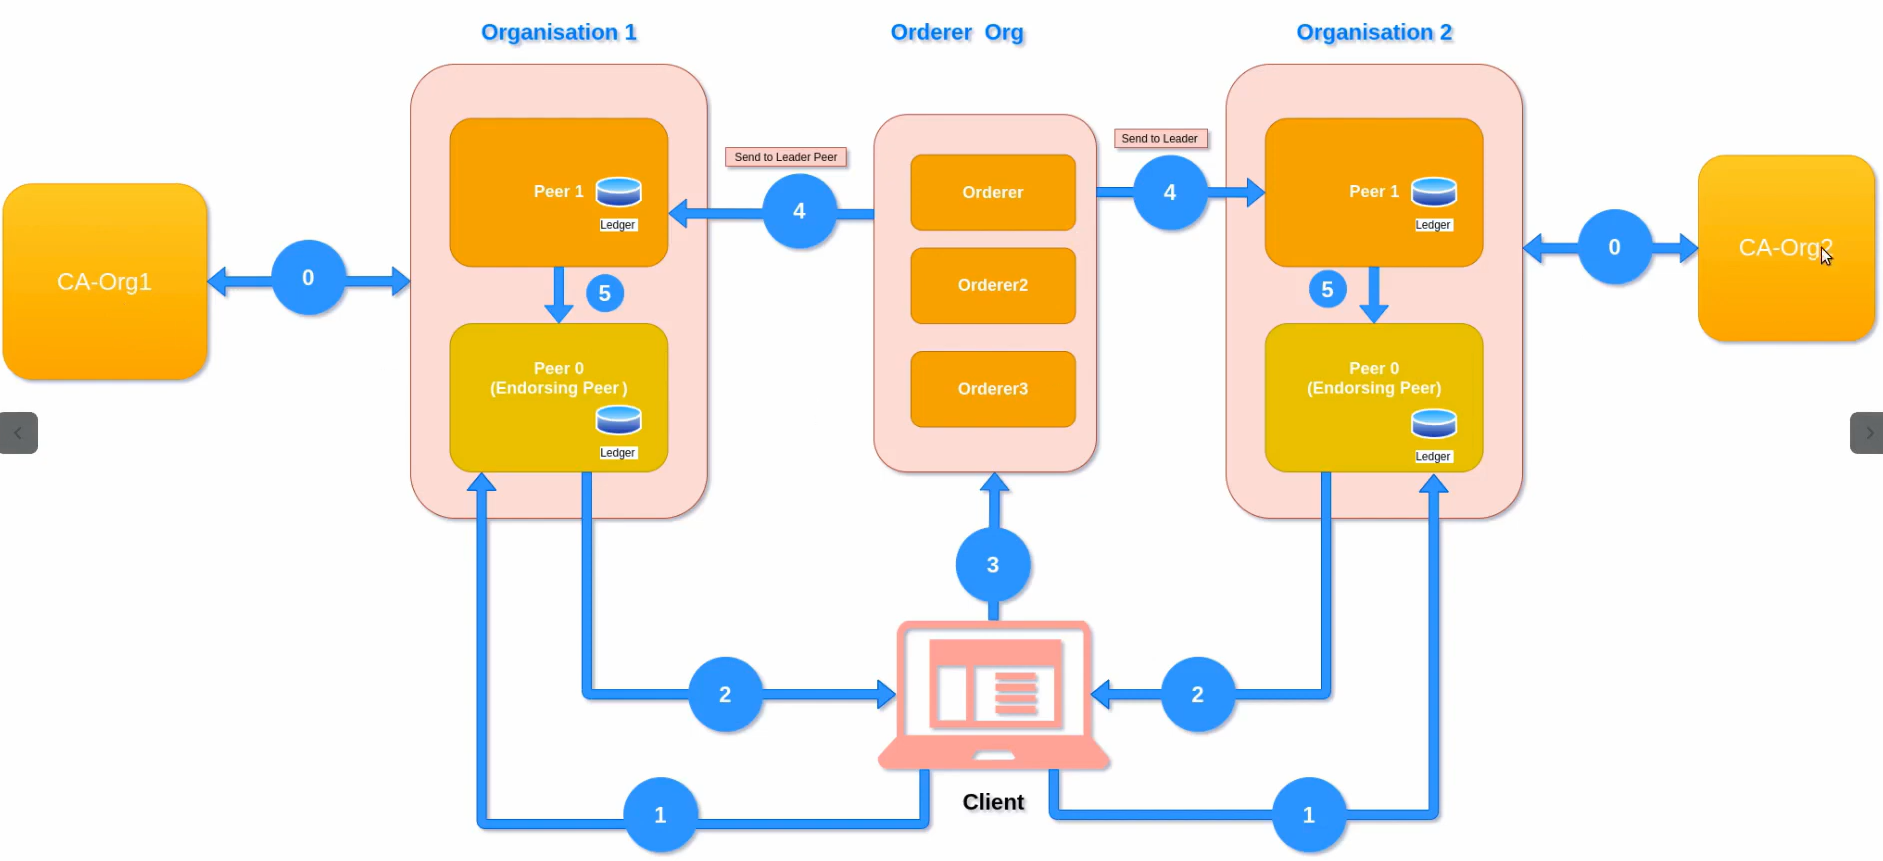 Organisation 1
Orderer Org
Organisation 2
Peer 1
Ledger
Send to Leader Peer
4
Orderer
Send to Leader
4
Peer 1
Ledger
CA-Org1
0
5
Orderer2
5
0
CA-Org2
Peer 0
(Endorsing Peer )
Ledger
Orderer3
Peer 0
(Endorsing Peer)
Ledger
3
2
2
Client
1
1